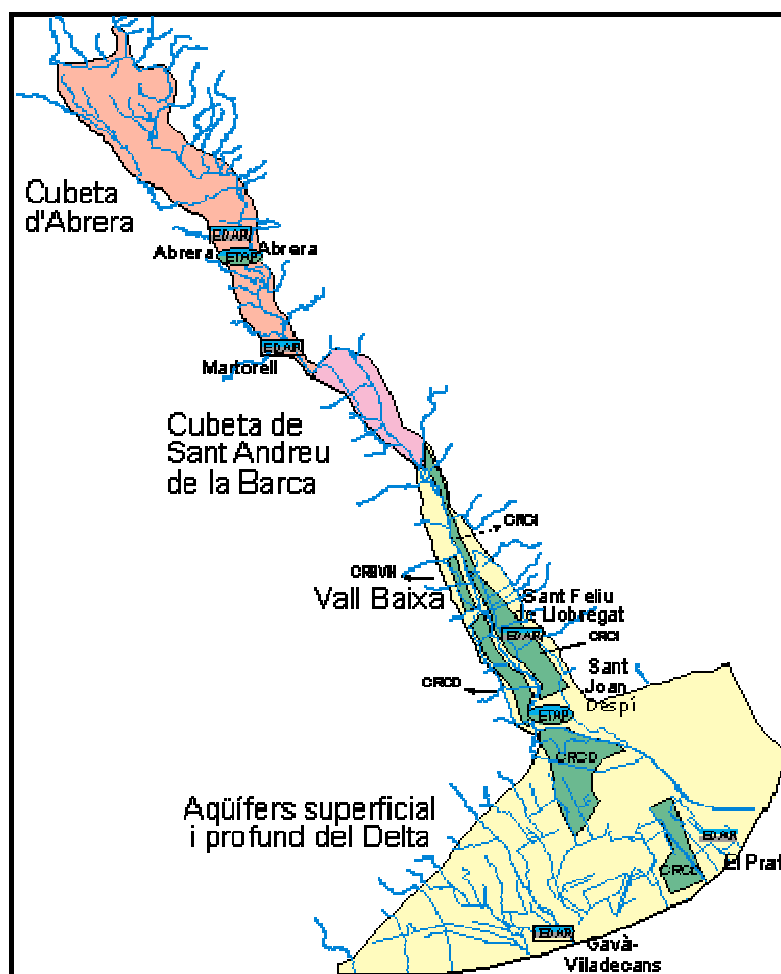 Cubeta
d'Abrera
EDAR
Abrera
ETAP
Abrera
EDAR
Martorell
Cubeta de
Sant Andreu
de la Barca
CRCI
CRBVIII
Vall Baixa
Sant Feliu
de Llobregat
EDAR
CRCI
CRCD
Sant
Joan
Despí
ETAP
CRCD
Aqüífers superficial
i profund del Delta
EDAR
El Prat
EDAR
Gavà-
Viladecans